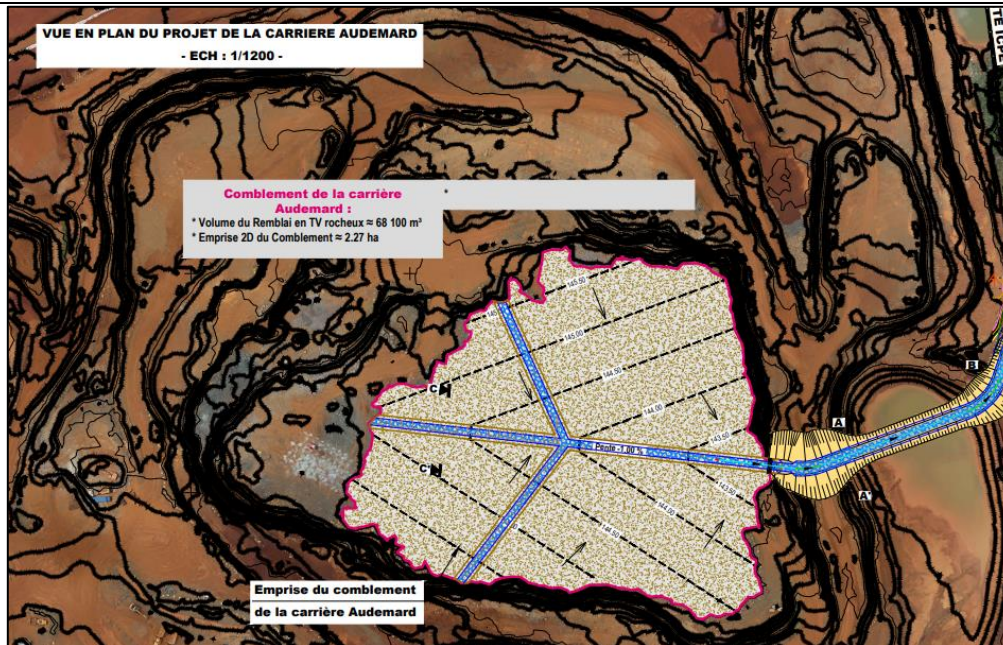 VUE EN PLAN DU PROJET DE LA CARRIERE AUDEMARD
- ECH : 1/1200 -
Comblement de la carrière
Audemard :
*
* Volume du Remblai en TV rocheux ≈ 68 100 m³
* Emprise 2D du Comblement ≈ 2.27 ha
145.50
145
145.00
144.50
144.00
143.50
C
Pente -1.00 %
C'
143.50
144.00
144.50
A
A'
B
Emprise du comblement
de la carrière Audemard